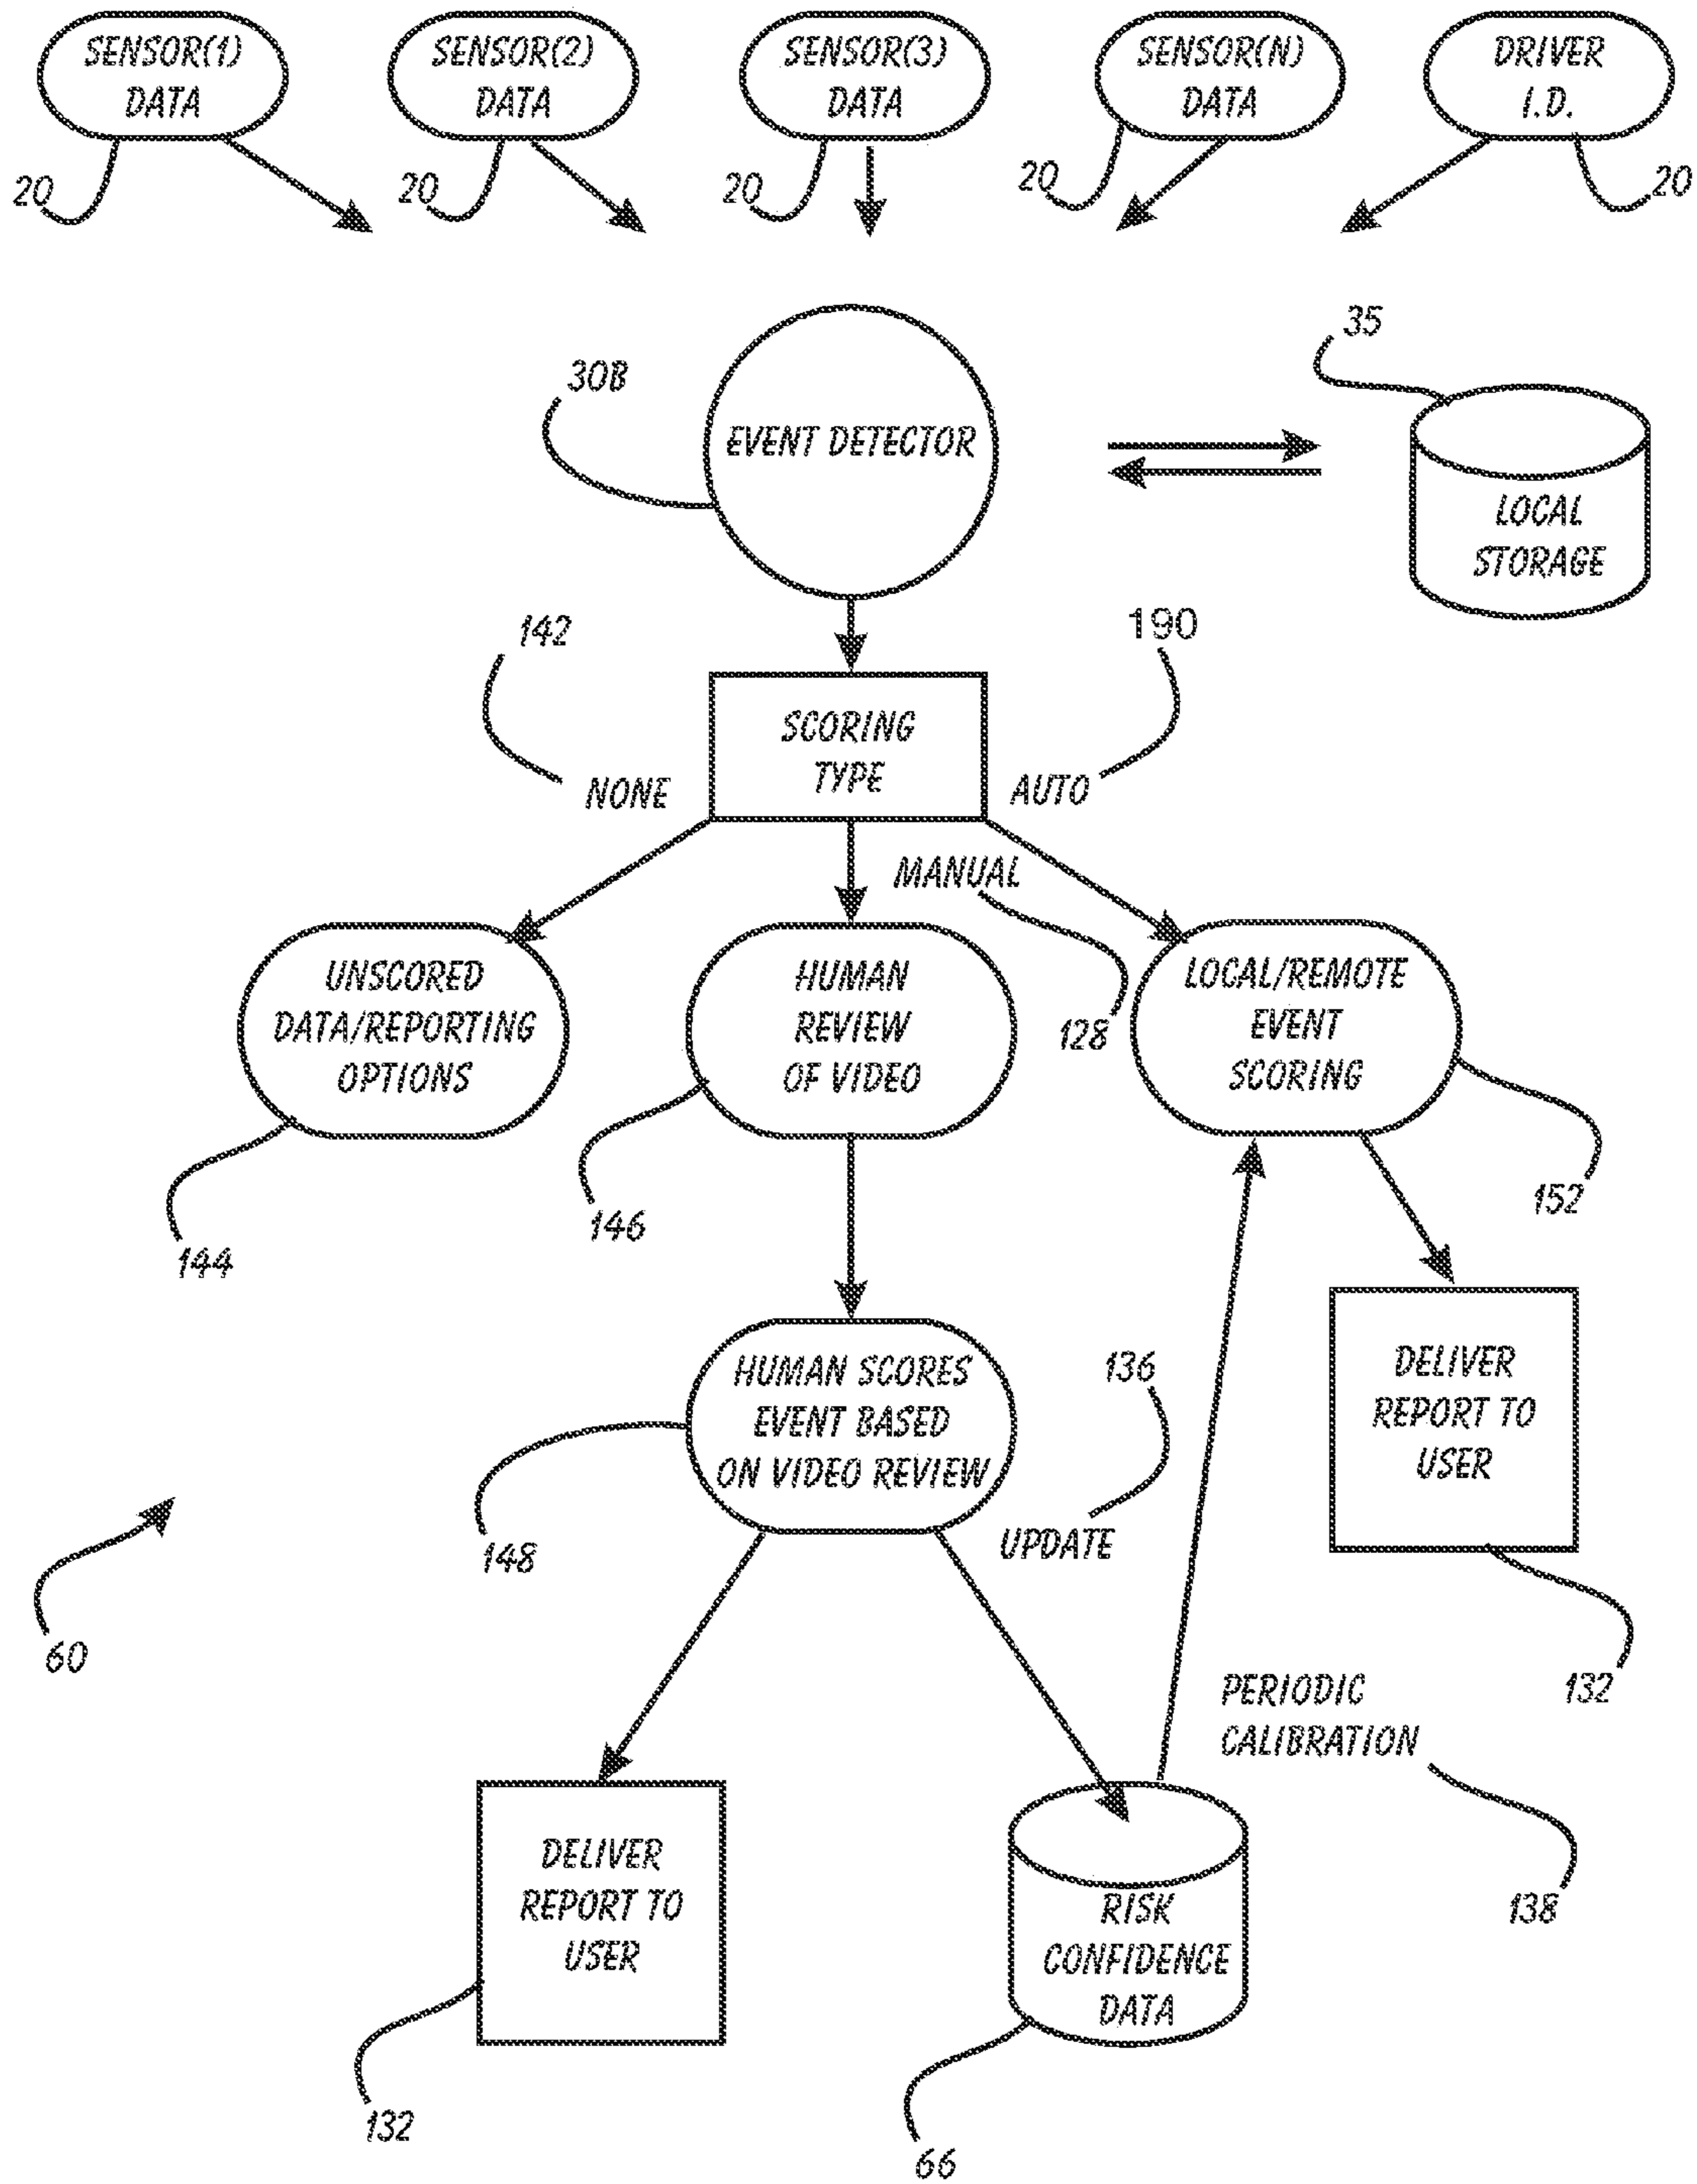 SENSOR(1)
DATA
SENSOR(2)
DATA
SENSOR(3)
DATA
SENSOR(N)
DATA
DRIVER
I.D.
20
20
20
20
20
30B
EVENT DETECTOR
35
LOCAL
STORAGE
142
190
SCORING
TYPE
NONE
AUTO
MANUAL
128
UNSCORED
DATA/REPORTING
OPTIONS
HUMAN
REVIEW
OF VIDEO
LOCAL/REMOTE
EVENT
SCORING
144
146
152
HUMAN SCORES
EVENT BASED
ON VIDEO REVIEW
136
DELIVER
REPORT TO
USER
148
UPDATE
60
132
PERIODIC
CALIBRATION
138
DELIVER
REPORT TO
USER
RISK
CONFIDENCE
DATA
132
66